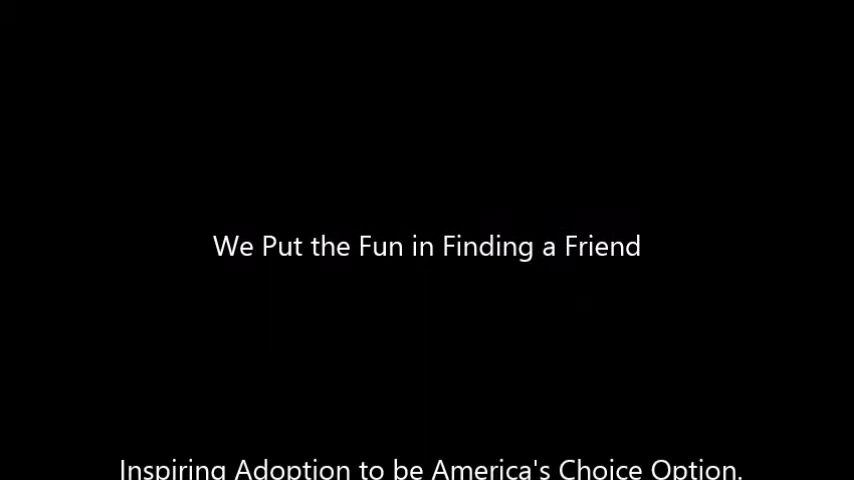 We Put the Fun in Finding a Friend
Inspiring Adoption to be America's Choice Option.